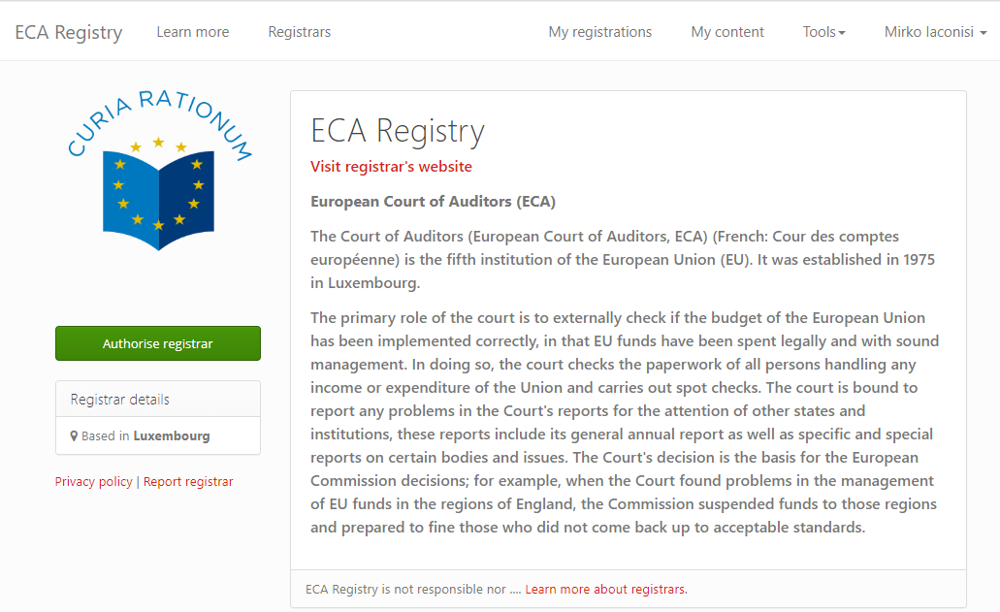 ECA Registry Learn more Registrars My registrations My content Tools Mirko Iaconisi
CURIA RATIONUM
Authorise registrar
Registrar details
Based in Luxembourg
Privacy policy | Report registrar
ECA Registry
Visit registrar's website
European Court of Auditors (ECA)
The Court of Auditors (European Court of Auditors, ECA) (French: Cour des comptes
européenne) is the fifth institution of the European Union (EU). It was established in 1975
in Luxembourg.
The primary role of the court is to externally check if the budget of the European Union
has been implemented correctly, in that EU funds have been spent legally and with sound
management. In doing so, the court checks the paperwork of all persons handling any
income or expenditure of the Union and carries out spot checks. The court is bound to
report any problems in the Court's reports for the attention of other states and
institutions, these reports include its general annual report as well as specific and special
reports on certain bodies and issues. The Court's decision is the basis for the European
Commission decisions; for example, when the Court found problems in the management
of EU funds in the regions of England, the Commission suspended funds to those regions
and prepared to fine those who did not come back up to acceptable standards.
ECA Registry is not responsible nor .... Learn more about registrars.